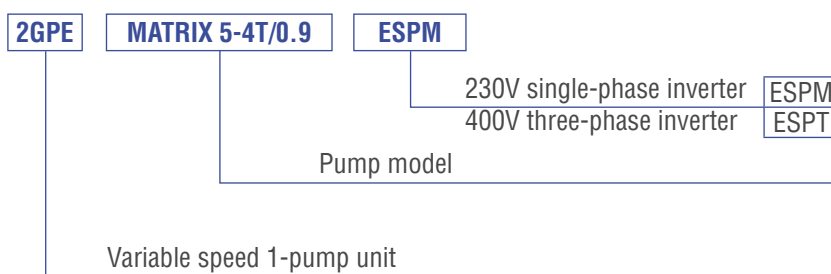 2GPE MATRIX 5-4T/0.9 ESPM
230V single-phase inverter ESPM
400V three-phase inverter ESPT
Pump model
Variable speed 1-pump unit